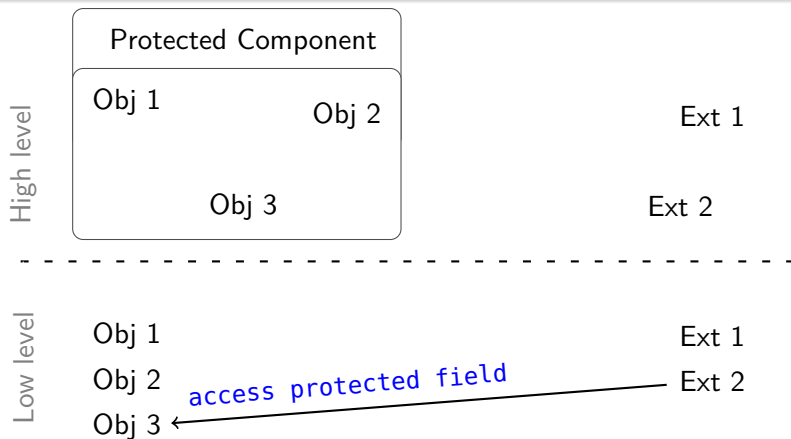 Protected Component
Obj 1
Obj 2
Ext 1
High level
Obj 3
Ext 2
Obj 1
Ext 1
Low level
Obj 2
access protected field
Ext 2
Obj 3